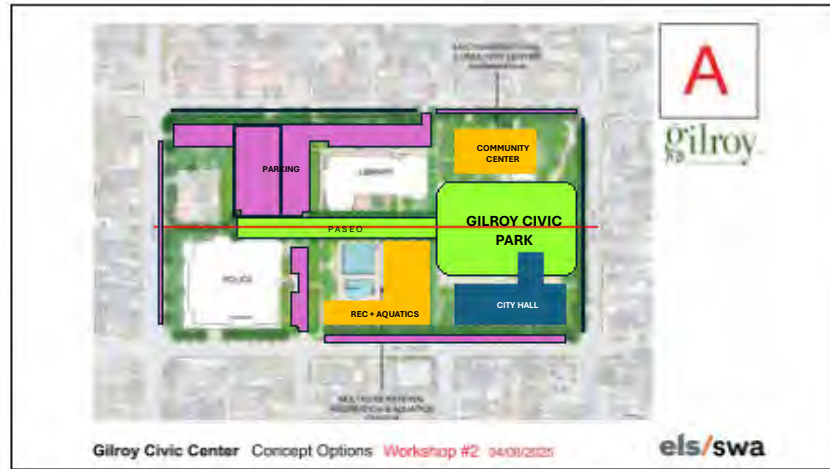 A
gilroy
COMMUNITY
CENTER
PARKING
LIBRARY
GILROY CIVIC
PARK
PASEO
POLICE
CITY HALL
REC + AQUATICS
Gilroy Civic Center Concept Options Workshop #2 04/08/2025
els/swa